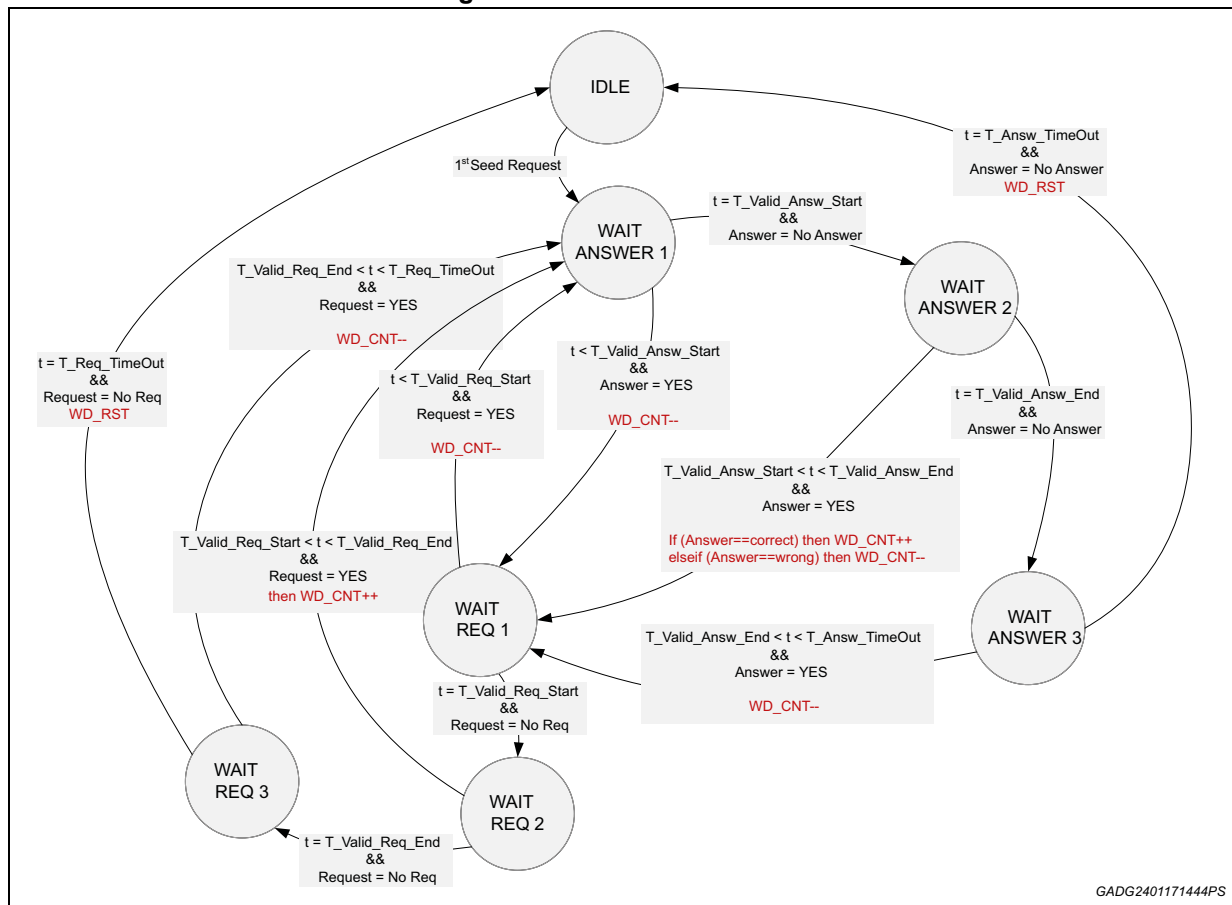 g
IDLE
t = T_Answ_TimeOut
&&
Answer = No Answer
WD_RST
1st Seed Request
WAIT
ANSWER 1
t = T_Valid_Answ_Start
&&
Answer = No Answer
T_Valid_Req_End < t < T_Req_TimeOut
&&
Request = YES
WD_CNT--
WAIT
ANSWER 2
t = T_Req_TimeOut
&&
Request = No Req
WD_RST
t < T_Valid_Req_Start
&&
Request = YES
WD_CNT--
t < T_Valid_Answ_Start
&&
Answer = YES
WD_CNT--
t = T_Valid_Answ_End
&&
Answer = No Answer
T_Valid_Answ_Start < t < T_Valid_Answ_End
&&
Answer = YES
If (Answer==correct) then WD_CNT++
elseif (Answer==wrong) then WD_CNT--
T_Valid_Req_Start < t < T_Valid_Req_End
&&
Request = YES
then WD_CNT++
WAIT
REQ 1
WAIT
ANSWER 3
T_Valid_Answ_End < t < T_Answ_TimeOut
&&
Answer = YES
WD_CNT--
t = T_Valid_Req_Start
&&
Request = No Req
WAIT
REQ 3
WAIT
REQ 2
t = T_Valid_Req_End
&&
Request = No Req
GADG2401171444PS